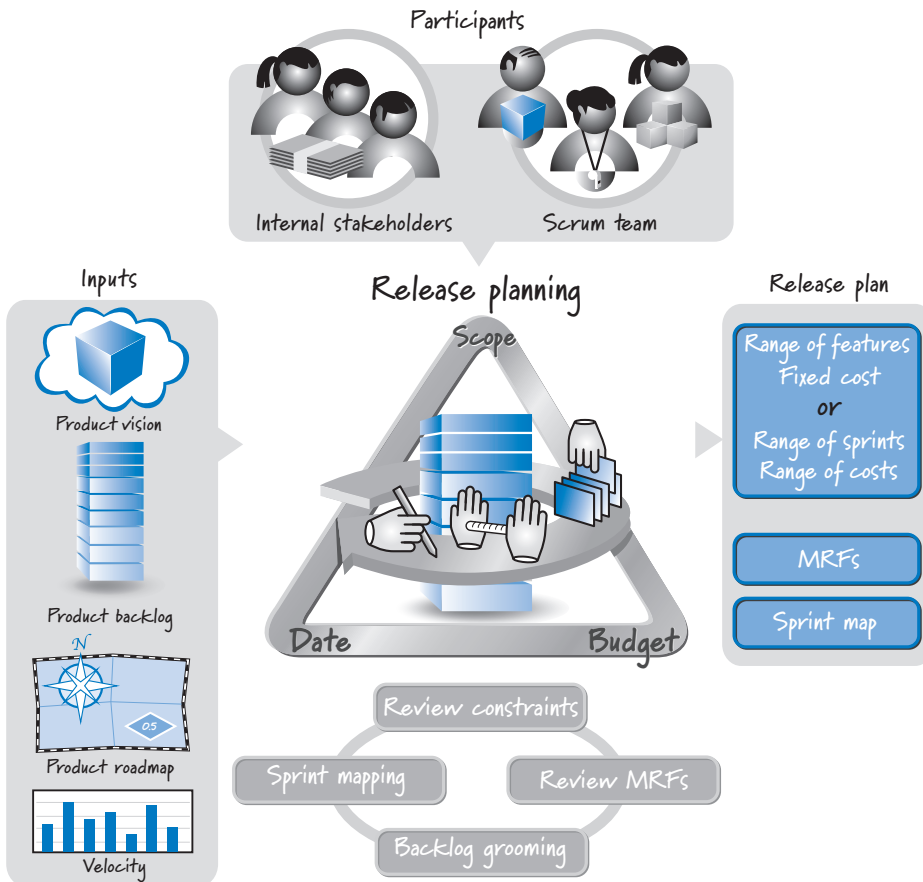 Participants
Internal stakeholders
Scrum team
Inputs
Product vision
Product backlog
N
0.5
Product roadmap
Velocity
Release planning
Scope
Date
Budget
Review constraints
Sprint mapping
Review MRFs
Backlog grooming
Release plan
Range of features
Fixed cost
or
Range of sprints
Range of costs
MRFs
Sprint map